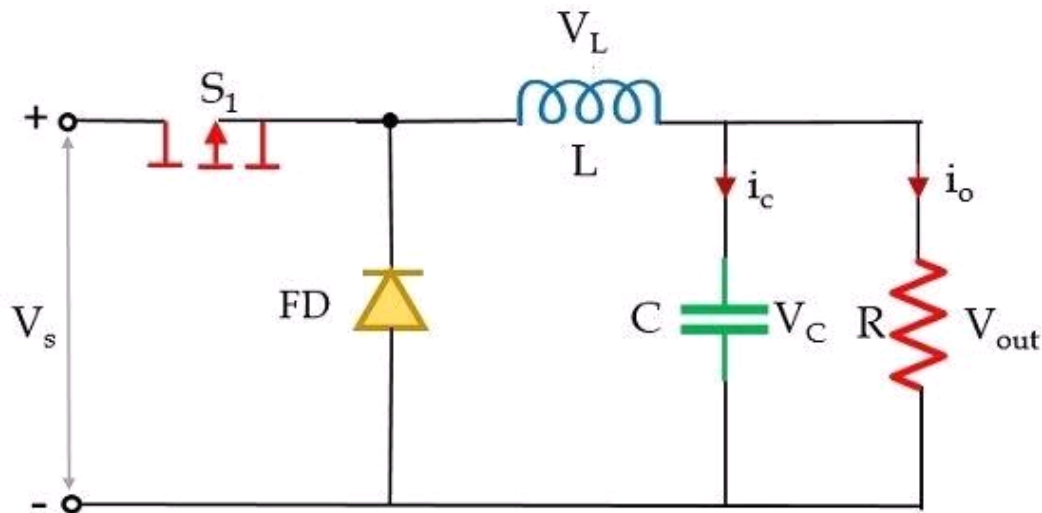 V_L
S_1
+
L
i_c
i_o
V_s
FD
C
V_C
R
V_out
-